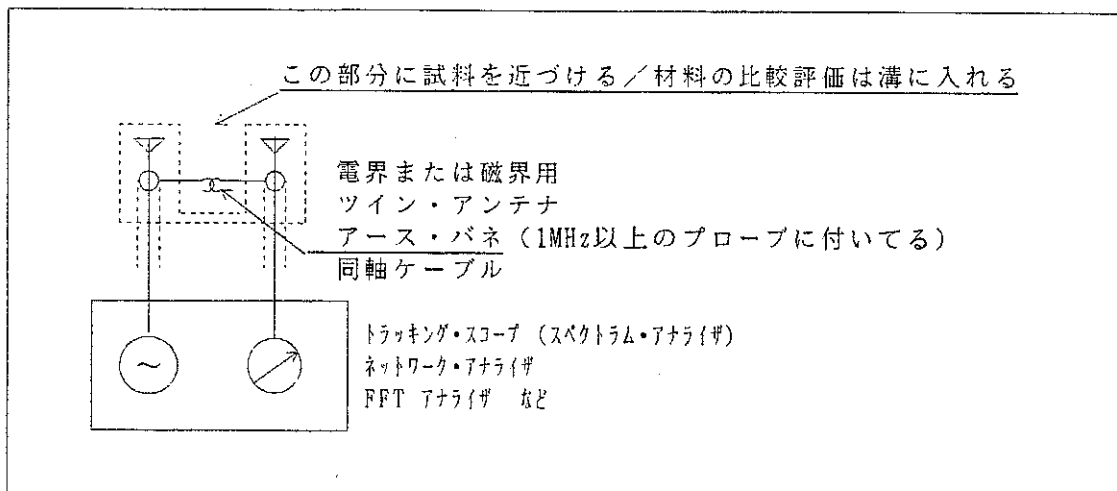 この部分に試料を近づける/材料の比較評価は溝に入れる
電界または磁界用
ツイン・アンテナ
アース・バネ(1MHz以上のプローブに付いてる)
同軸ケーブル
トラッキング・スコープ(スペクトラム・アナライザ)
ネットワーク・アナライザ
FFT アナライザ など
~